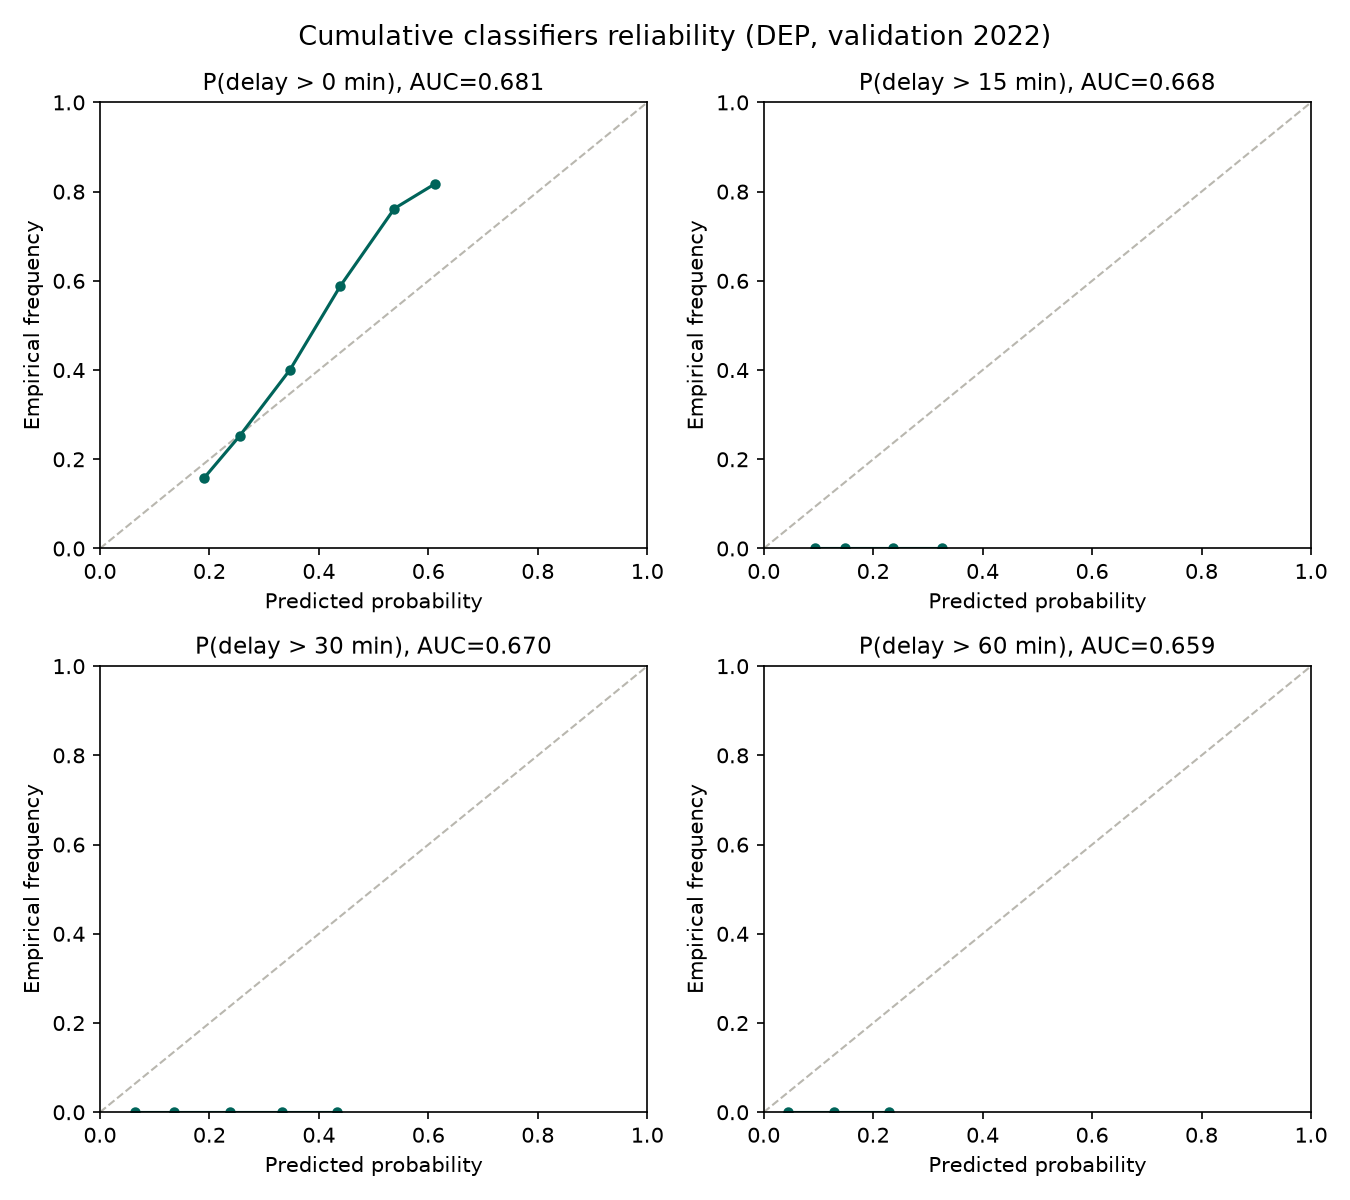 Cumulative classifiers reliability (DEP, validation 2022)
P(delay > 0 min), AUC=0.681
1.0
0.8
0.6
0.4
0.2
0.0
Empirical frequency
0.0 0.2 0.4 0.6 0.8 1.0
Predicted probability
P(delay > 15 min), AUC=0.668
1.0
0.8
0.6
0.4
0.2
0.0
Empirical frequency
0.0 0.2 0.4 0.6 0.8 1.0
Predicted probability
P(delay > 30 min), AUC=0.670
1.0
0.8
0.6
0.4
0.2
0.0
Empirical frequency
0.0 0.2 0.4 0.6 0.8 1.0
Predicted probability
P(delay > 60 min), AUC=0.659
1.0
0.8
0.6
0.4
0.2
0.0
Empirical frequency
0.0 0.2 0.4 0.6 0.8 1.0
Predicted probability